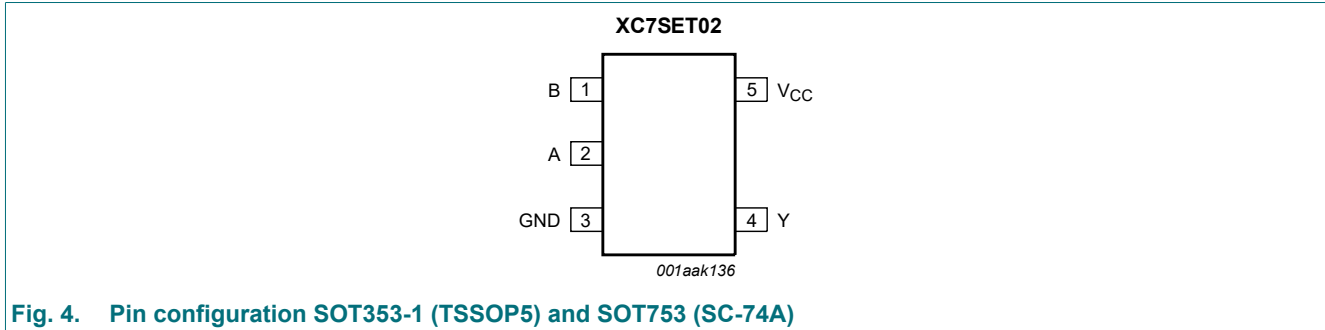 XC7SET02
B 1
5 VCC
A 2
GND 3
4 Y
001aak136
Fig. 4. Pin configuration SOT353-1 (TSSOP5) and SOT753 (SC-74A)